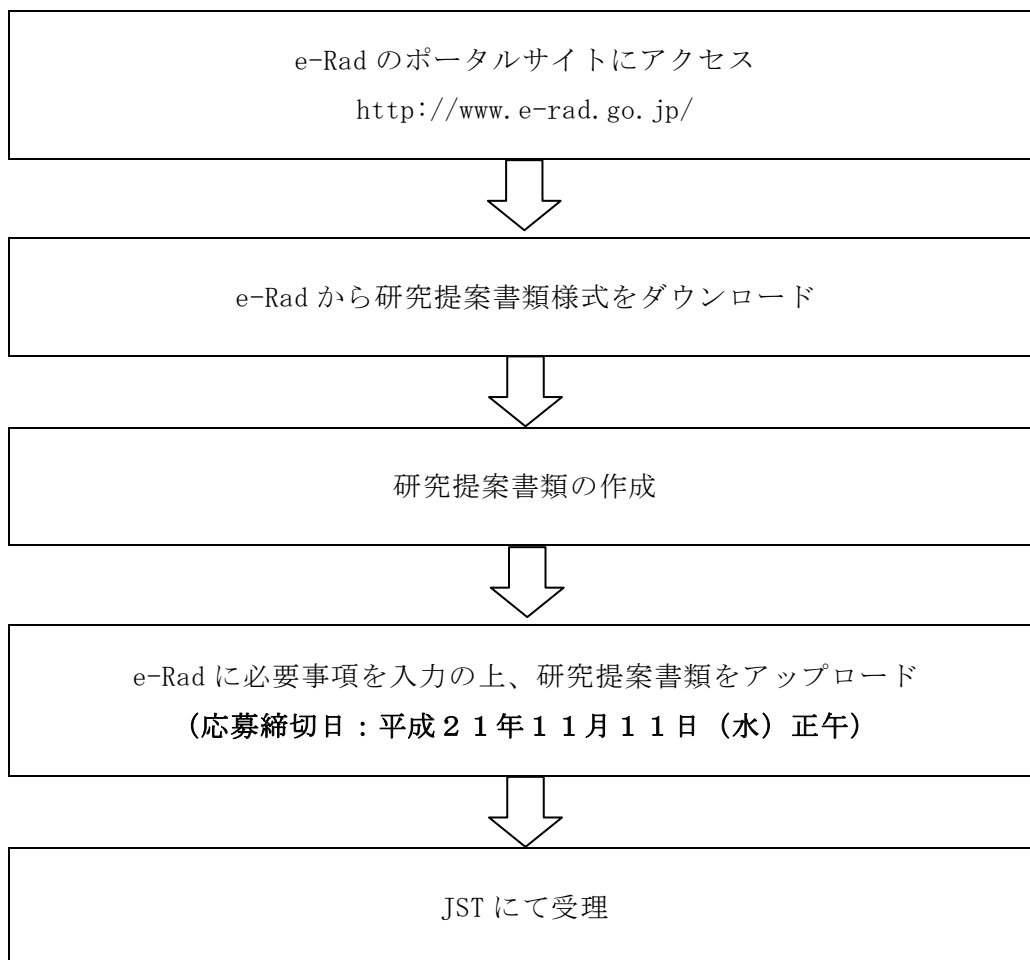 e-Rad のポータルサイトにアクセス
http://www.e-rad.go.jp/
e-Rad から研究提案書類様式をダウンロード
研究提案書類の作成
e-Rad に必要事項を入力の上、研究提案書類をアップロード
(応募締切日：平成２１年１１月１１日（水）正午)
JST にて受理